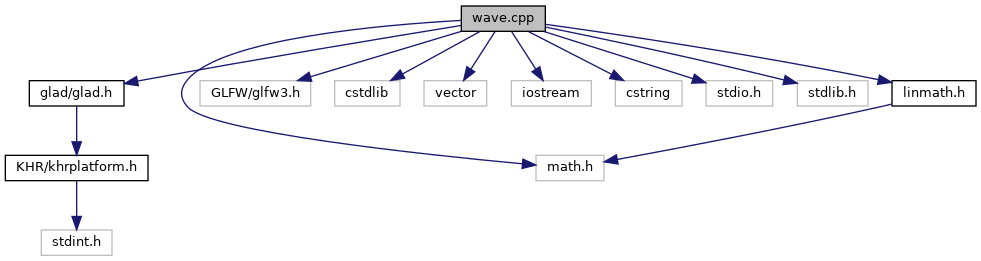 wave.cpp
glad/glad.h
GLFW/glfw3.h
cstdlib
vector
iostream
cstring
stdio.h
stdlib.h
linmath.h
KHR/khrplatform.h
math.h
stdint.h